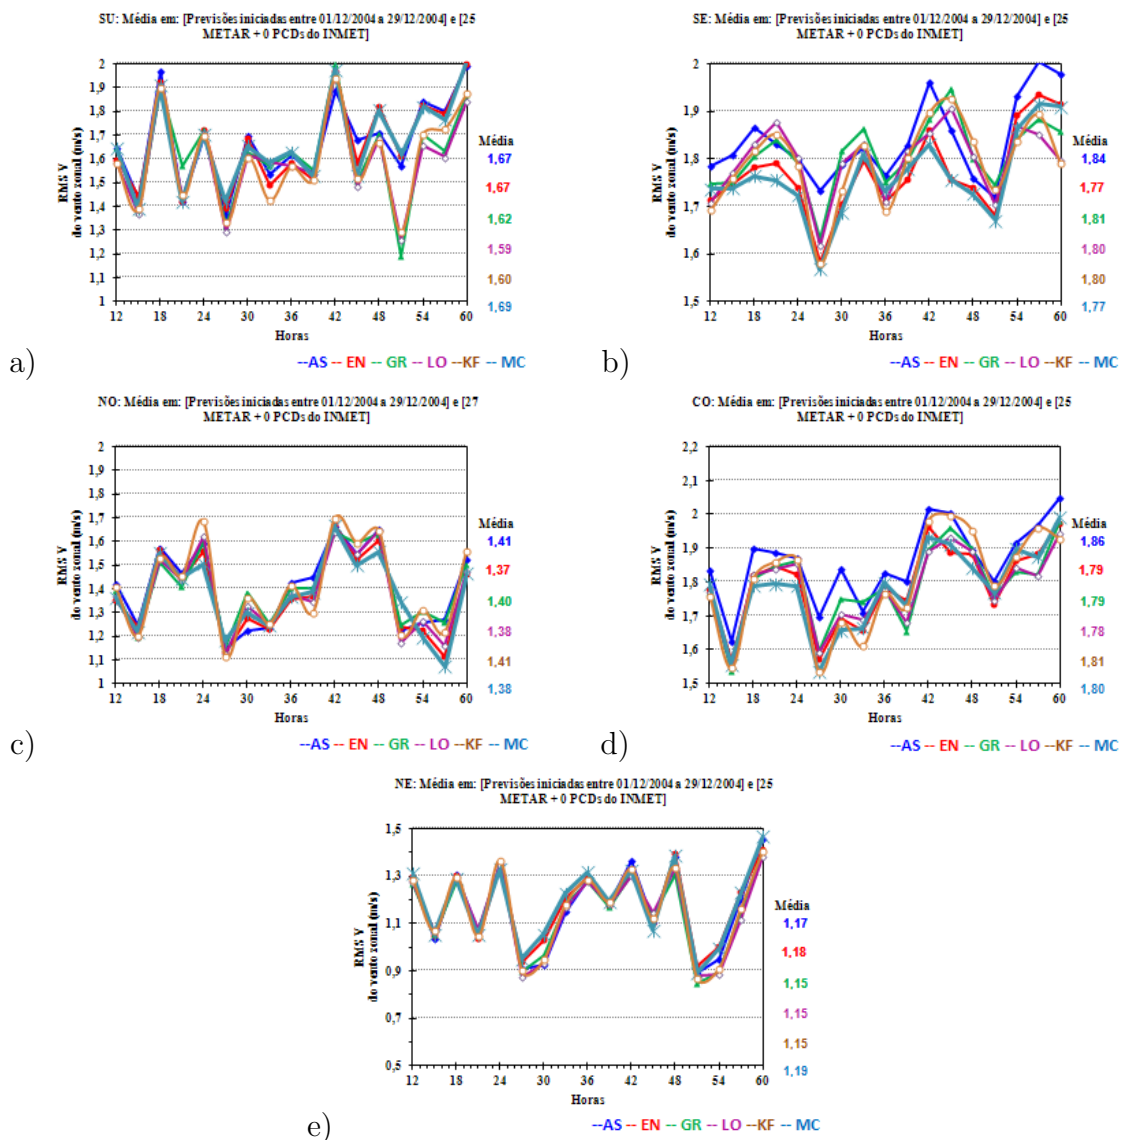 SU: Média em: [Previsões iniciadas entre 01/12/2004 a 29/12/2004] e [25
METAR + 0 PCDs do INMET]
RMS V
do vento zonal (m/s)
2
1,9
1,8
1,7
1,6
1,5
1,4
1,3
1,2
1,1
1
12 18 24 30 36 42 48 54 60
Horas
Média
1,67
1,67
1,62
1,59
1,60
1,69
--AS -- EN -- GR -- LO --KF -- MC
a)
SE: Média em: [Previsões iniciadas entre 01/12/2004 a 29/12/2004] e [25
METAR + 0 PCDs do INMET]
RMS V
do vento zonal (m/s)
2
1,9
1,8
1,7
1,6
1,5
12 18 24 30 36 42 48 54 60
Horas
Média
1,84
1,77
1,81
1,80
1,80
1,77
--AS -- EN -- GR -- LO --KF -- MC
b)
NO: Média em: [Previsões iniciadas entre 01/12/2004 a 29/12/2004] e [27
METAR + 0 PCDs do INMET]
RMS V
do vento zonal (m/s)
2
1,9
1,8
1,7
1,6
1,5
1,4
1,3
1,2
1,1
1
12 18 24 30 36 42 48 54 60
Horas
Média
1,41
1,37
1,40
1,38
1,41
1,38
--AS -- EN -- GR -- LO --KF -- MC
c)
CO: Média em: [Previsões iniciadas entre 01/12/2004 a 29/12/2004] e [25
METAR + 0 PCDs do INMET]
RMS V
do vento zonal (m/s)
2,2
2,1
2,0
1,9
1,8
1,7
1,6
1,5
12 18 24 30 36 42 48 54 60
Horas
Média
1,86
1,79
1,79
1,78
1,81
1,80
--AS -- EN -- GR -- LO --KF -- MC
d)
NE: Média em: [Previsões iniciadas entre 01/12/2004 a 29/12/2004] e [25
METAR + 0 PCDs do INMET]
RMS V
do vento zonal (m/s)
1,5
1,3
1,1
0,9
0,7
0,5
12 18 24 30 36 42 48 54 60
Horas
Média
1,17
1,18
1,15
1,15
1,15
1,19
--AS -- EN -- GR -- LO --KF -- MC
e)